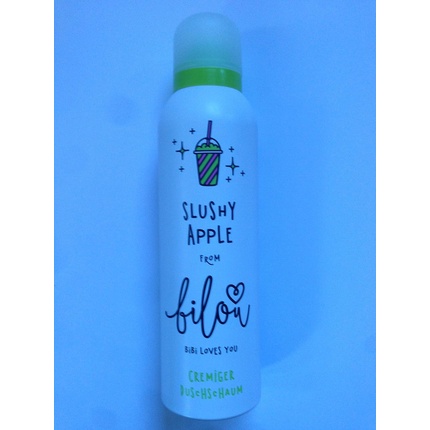 SLUSHY
APPLE
FROM
bilou
BiBi LOVES YOU
CREMIGER
DUSCHSCHAUM